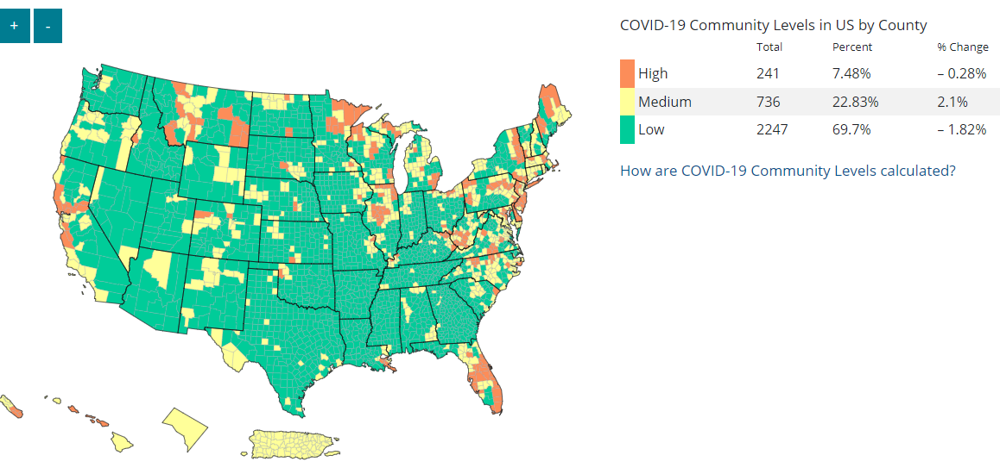 + -
COVID-19 Community Levels in US by County
Total Percent % Change
High 241 7.48% – 0.28%
Medium 736 22.83% 2.1%
Low 2247 69.7% – 1.82%
How are COVID-19 Community Levels calculated?